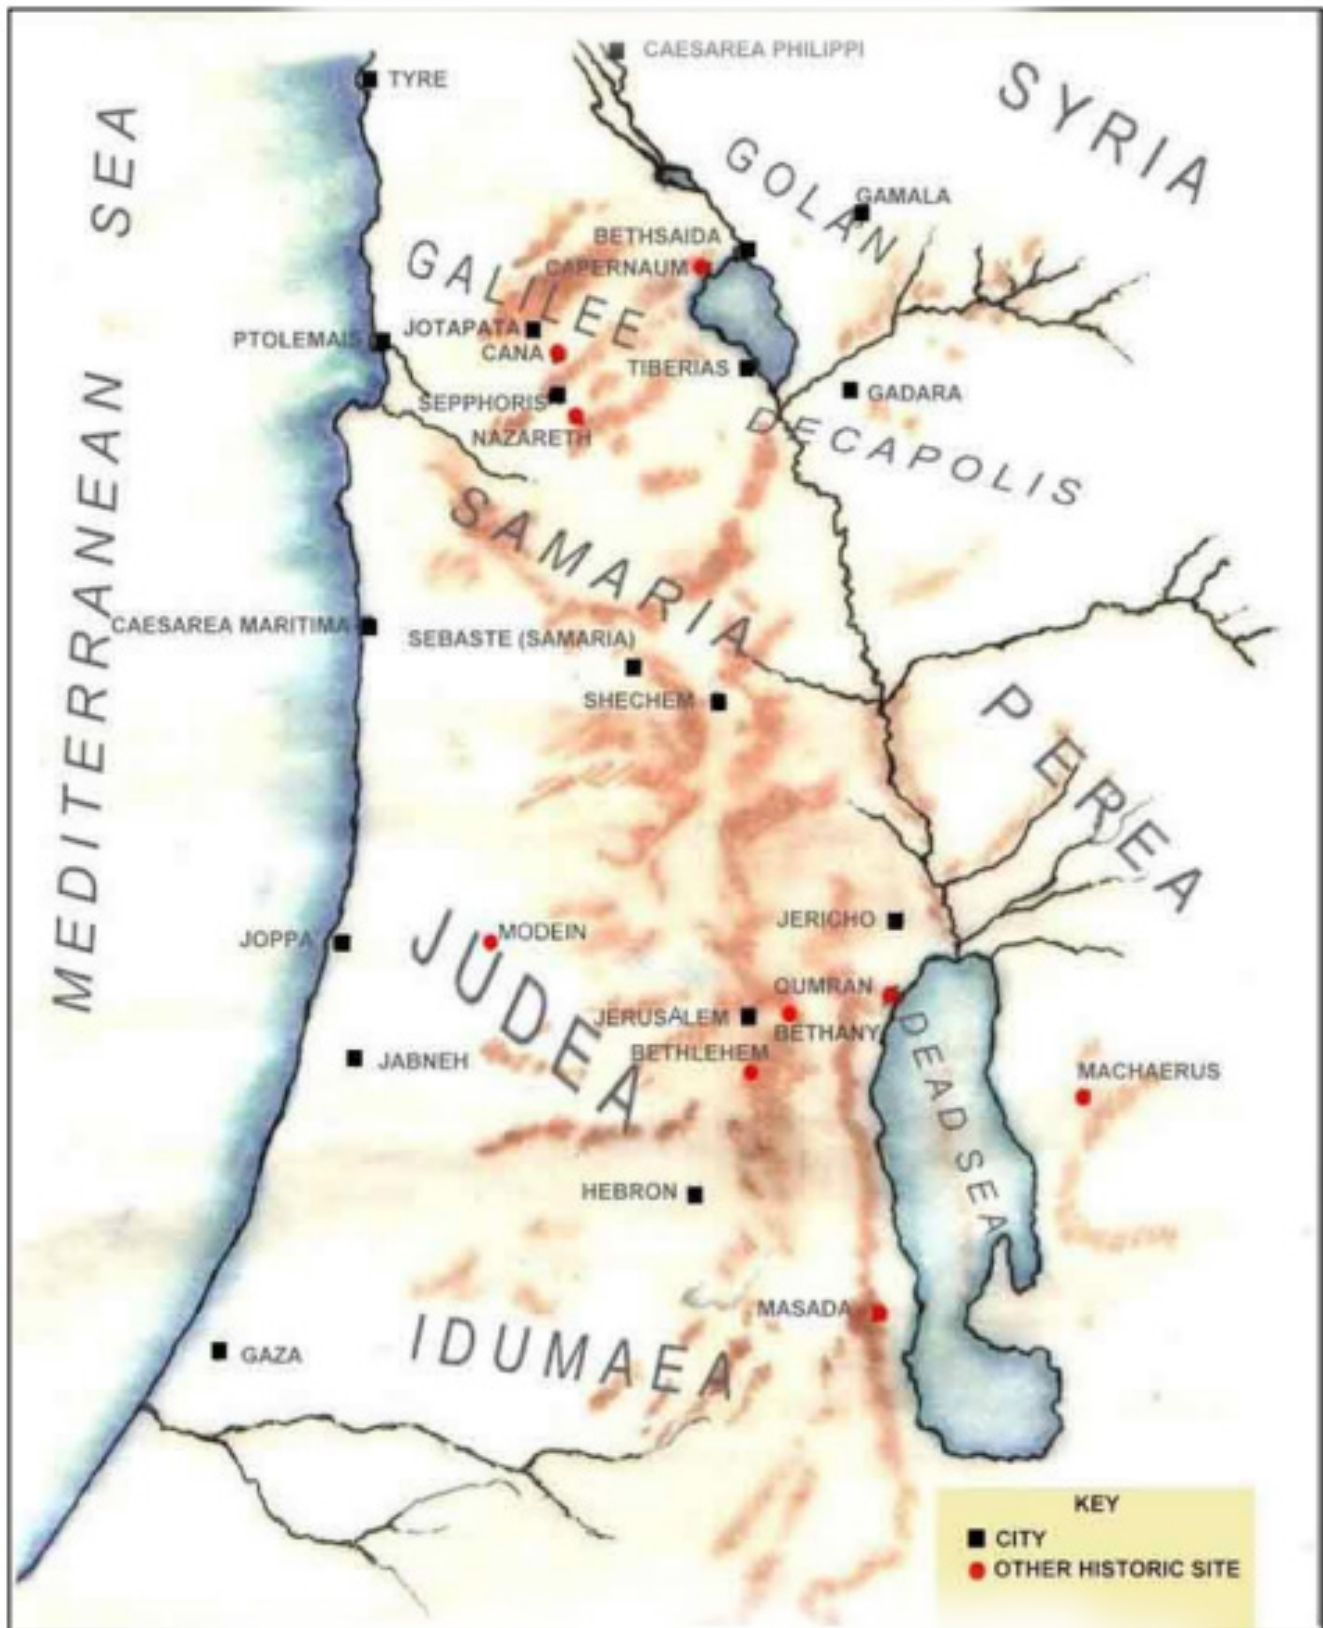 CAESAREA PHILIPPI
TYRE
SYRIA
MEDITERRANEAN SEA
GOLAN
GAMALA
BETHSAIDA
CAPERNAUM
GALILEE
JOTAPATA
PTOLEMAIS
CANA
TIBERIAS
GADARA
SEPPHORIS
NAZARETH
DECAPOLIS
SAMARIA
CAESAREA MARITIMA
SEBASTE (SAMARIA)
SHECHEM
PEREA
JERICHO
JOPPA
MODEIN
JUDEA
QUMRAN
JERUSALEM
BETHANY
BETHLEHEM
JABNEH
DEAD SEA
MACHAERUS
HEBRON
MASADA
IDUMAEA
GAZA
KEY
CITY
OTHER HISTORIC SITE